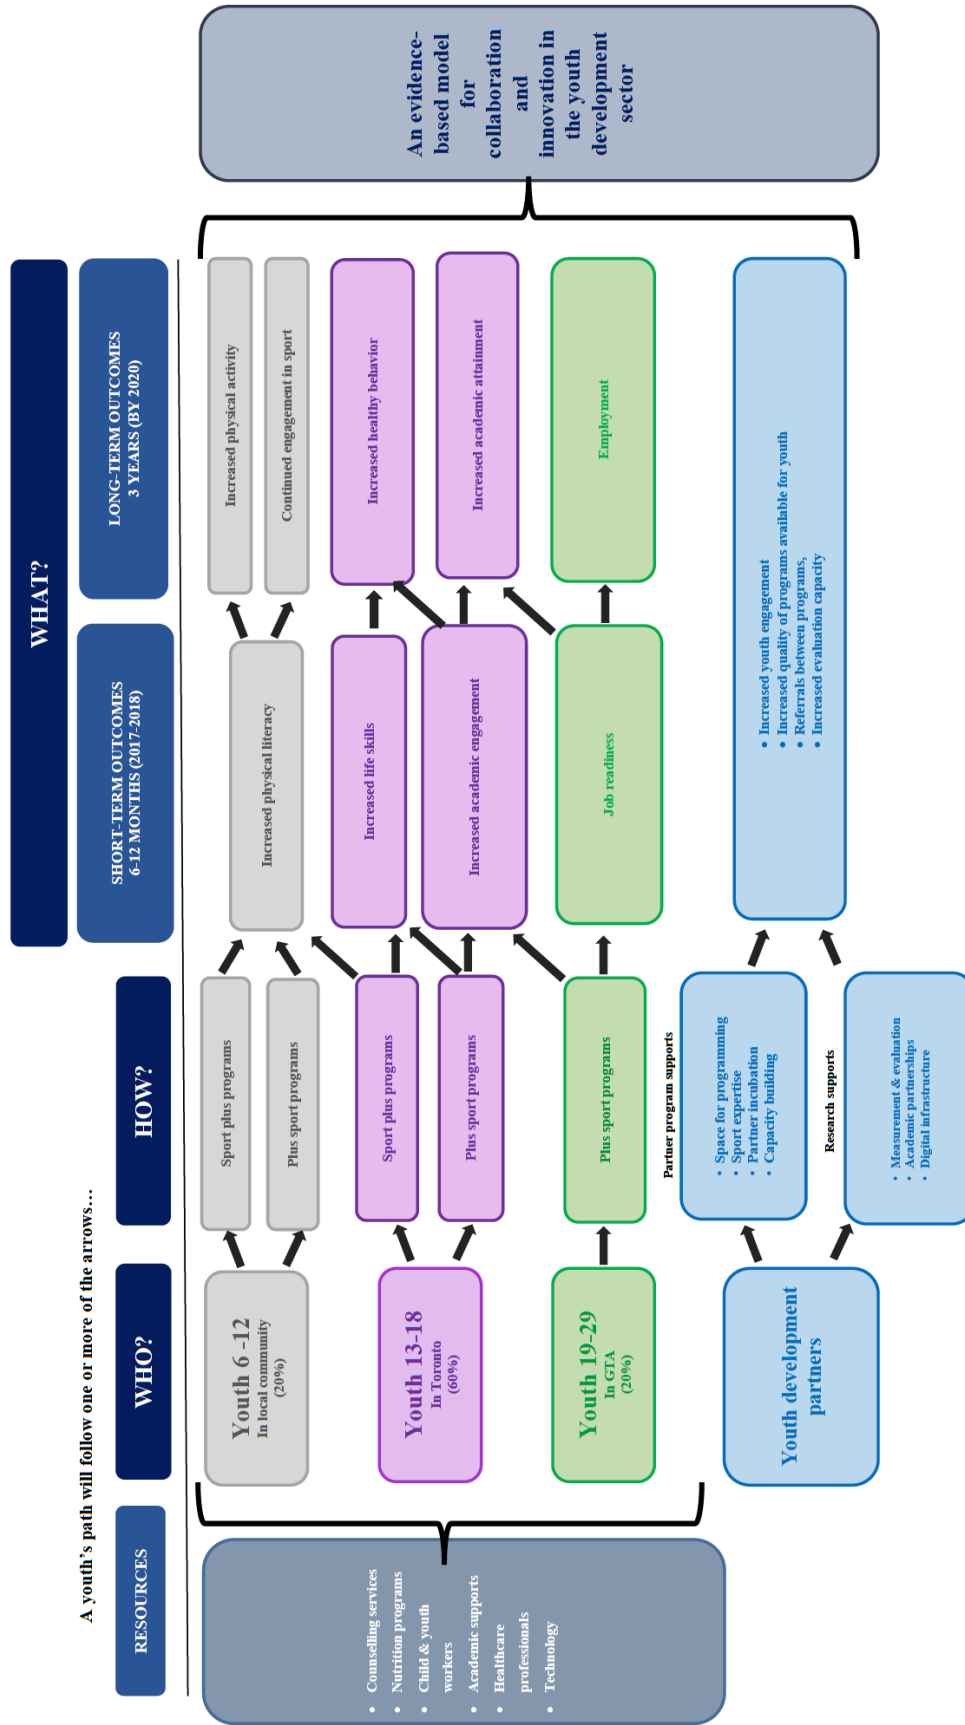 WHAT?
A youth's path will follow one or more of the arrows…
RESOURCES
WHO?
HOW?
SHORT-TERM OUTCOMES
6-12 MONTHS (2017-2018)
LONG-TERM OUTCOMES
3 YEARS (BY 2020)
• Counselling services
• Nutrition programs
• Child & youth
workers
• Academic supports
• Healthcare
professionals
• Technology
Youth 6 -12
In local community
(20%)
Sport plus programs
Plus sport programs
Increased physical literacy
Increased physical activity
Continued engagement in sport
Youth 13-18
In Toronto
(60%)
Sport plus programs
Plus sport programs
Increased life skills
Increased academic engagement
Increased healthy behavior
Increased academic attainment
Youth 19-29
In GTA
(20%)
Plus sport programs
Job readiness
Employment
Youth development
partners
Partner program supports
• Space for programming
• Sport expertise
• Partner incubation
• Capacity building
Research supports
• Measurement & evaluation
• Academic partnerships
• Digital infrastructure
• Increased youth engagement
• Increased quality of programs available for youth
• Referrals between programs,
• Increased evaluation capacity
An evidence-
based model
for
collaboration
and
innovation in
the youth
development
sector